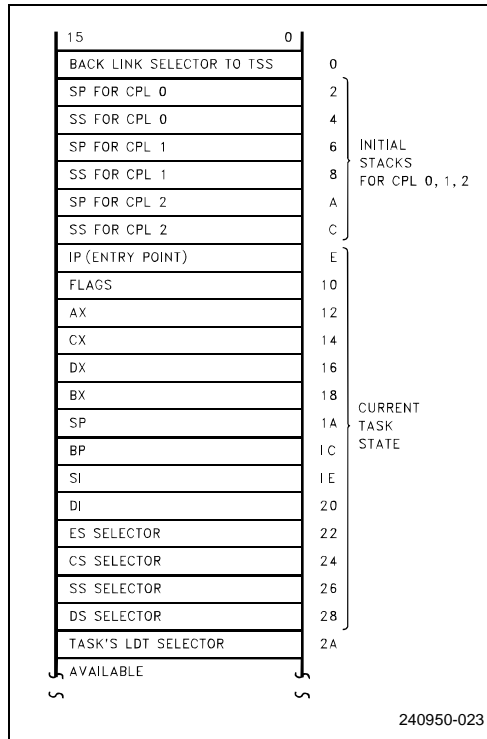 15 0
BACK LINK SELECTOR TO TSS 0
SP FOR CPL 0 2
SS FOR CPL 0 4
SP FOR CPL 1 6
SS FOR CPL 1 8
SP FOR CPL 2 A
SS FOR CPL 2 C
INITIAL
STACKS
FOR CPL 0, 1, 2
IP (ENTRY POINT) E
FLAGS 10
AX 12
CX 14
DX 16
BX 18
SP 1A
BP 1C
SI 1E
DI 20
ES SELECTOR 22
CS SELECTOR 24
SS SELECTOR 26
DS SELECTOR 28
CURRENT
TASK
STATE
TASK'S LDT SELECTOR 2A
AVAILABLE
240950-023